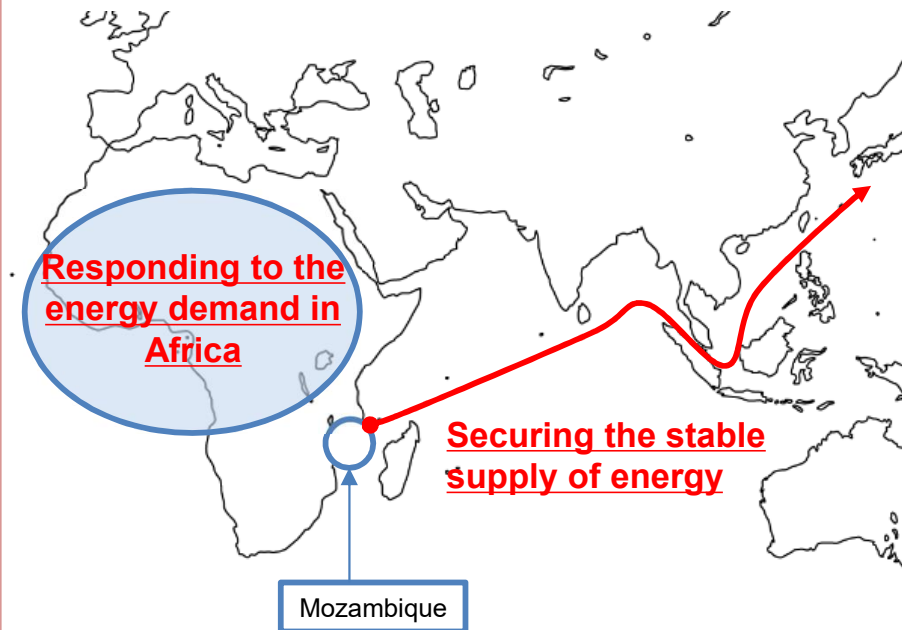 Responding to the
energy demand in
Africa
Securing the stable
supply of energy
Mozambique